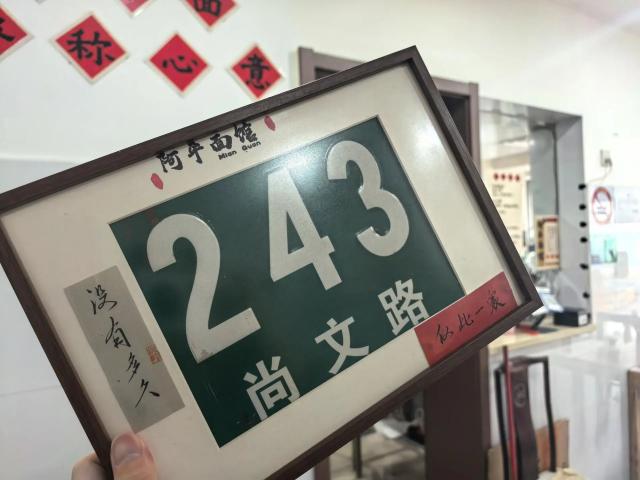 称心
意
面
阿平面馆
Mian Guan
243
尚文路
没有多久
仅此一家